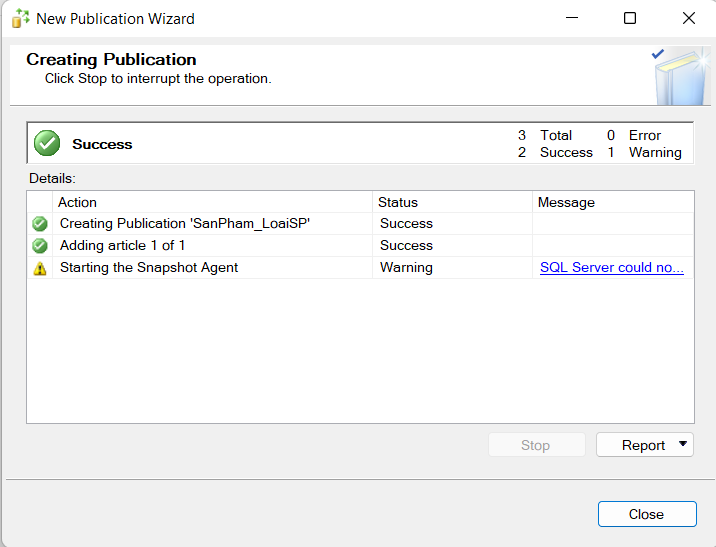 New Publication Wizard
Creating Publication
Click Stop to interrupt the operation.
Success
3 Total 0 Error
2 Success 1 Warning
Details:
Action Status Message
Creating Publication 'SanPham_LoaiSP' Success
Adding article 1 of 1 Success
Starting the Snapshot Agent Warning SQL Server could no...
Stop Report
Close